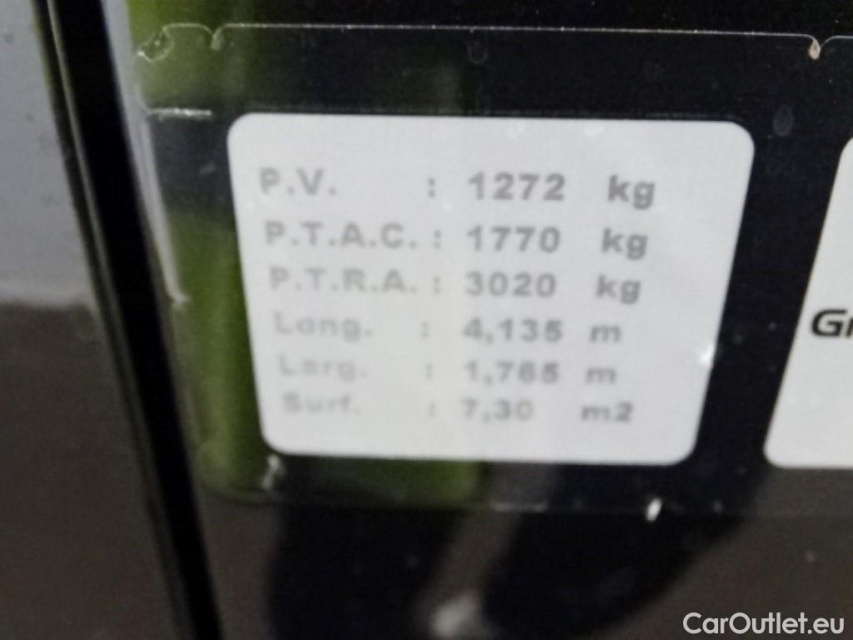 P.V. : 1272 kg
P.T.A.C. : 1770 kg
P.T.R.A. : 3020 kg
Long. : 4,135 m
Larg. : 1,765 m
Surf. : 7,30 m2
CarOutlet.eu